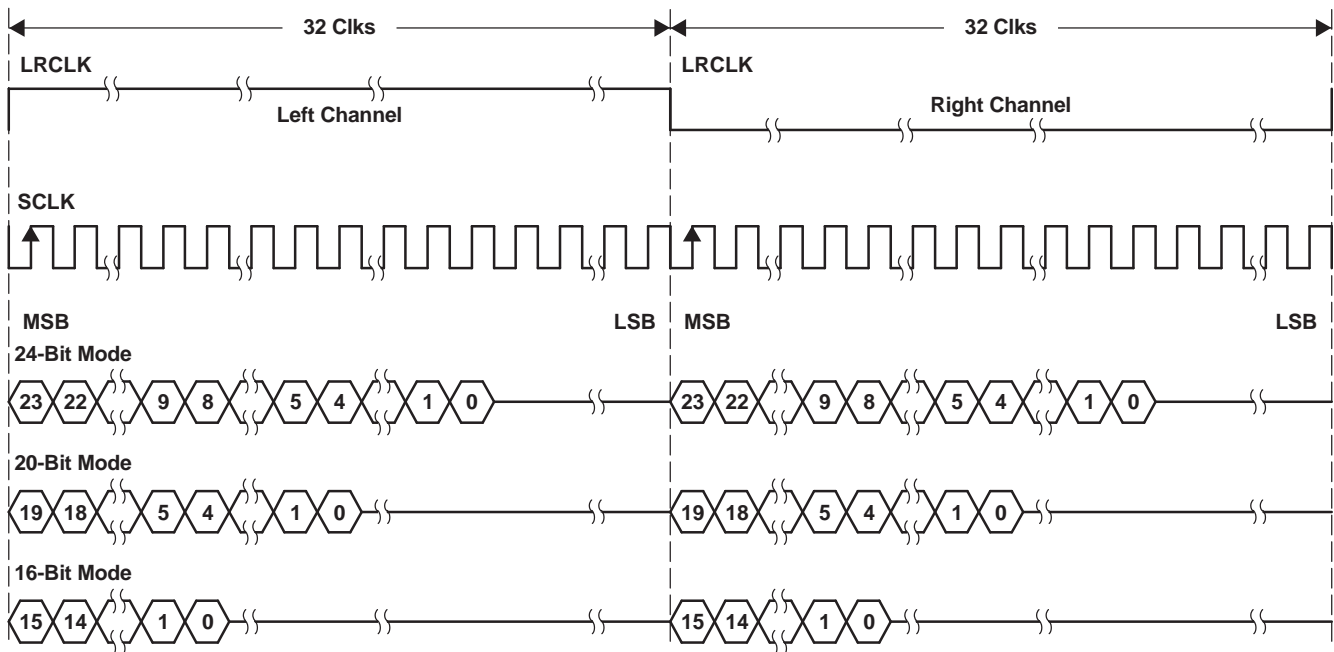 32 Clks 32 Clks
LRCLK LRCLK
Left Channel Right Channel
SCLK
MSB LSB MSB LSB
24-Bit Mode
23 22 9 8 5 4 1 0 23 22 9 8 5 4 1 0
20-Bit Mode
19 18 5 4 1 0 19 18 5 4 1 0
16-Bit Mode
15 14 1 0 15 14 1 0